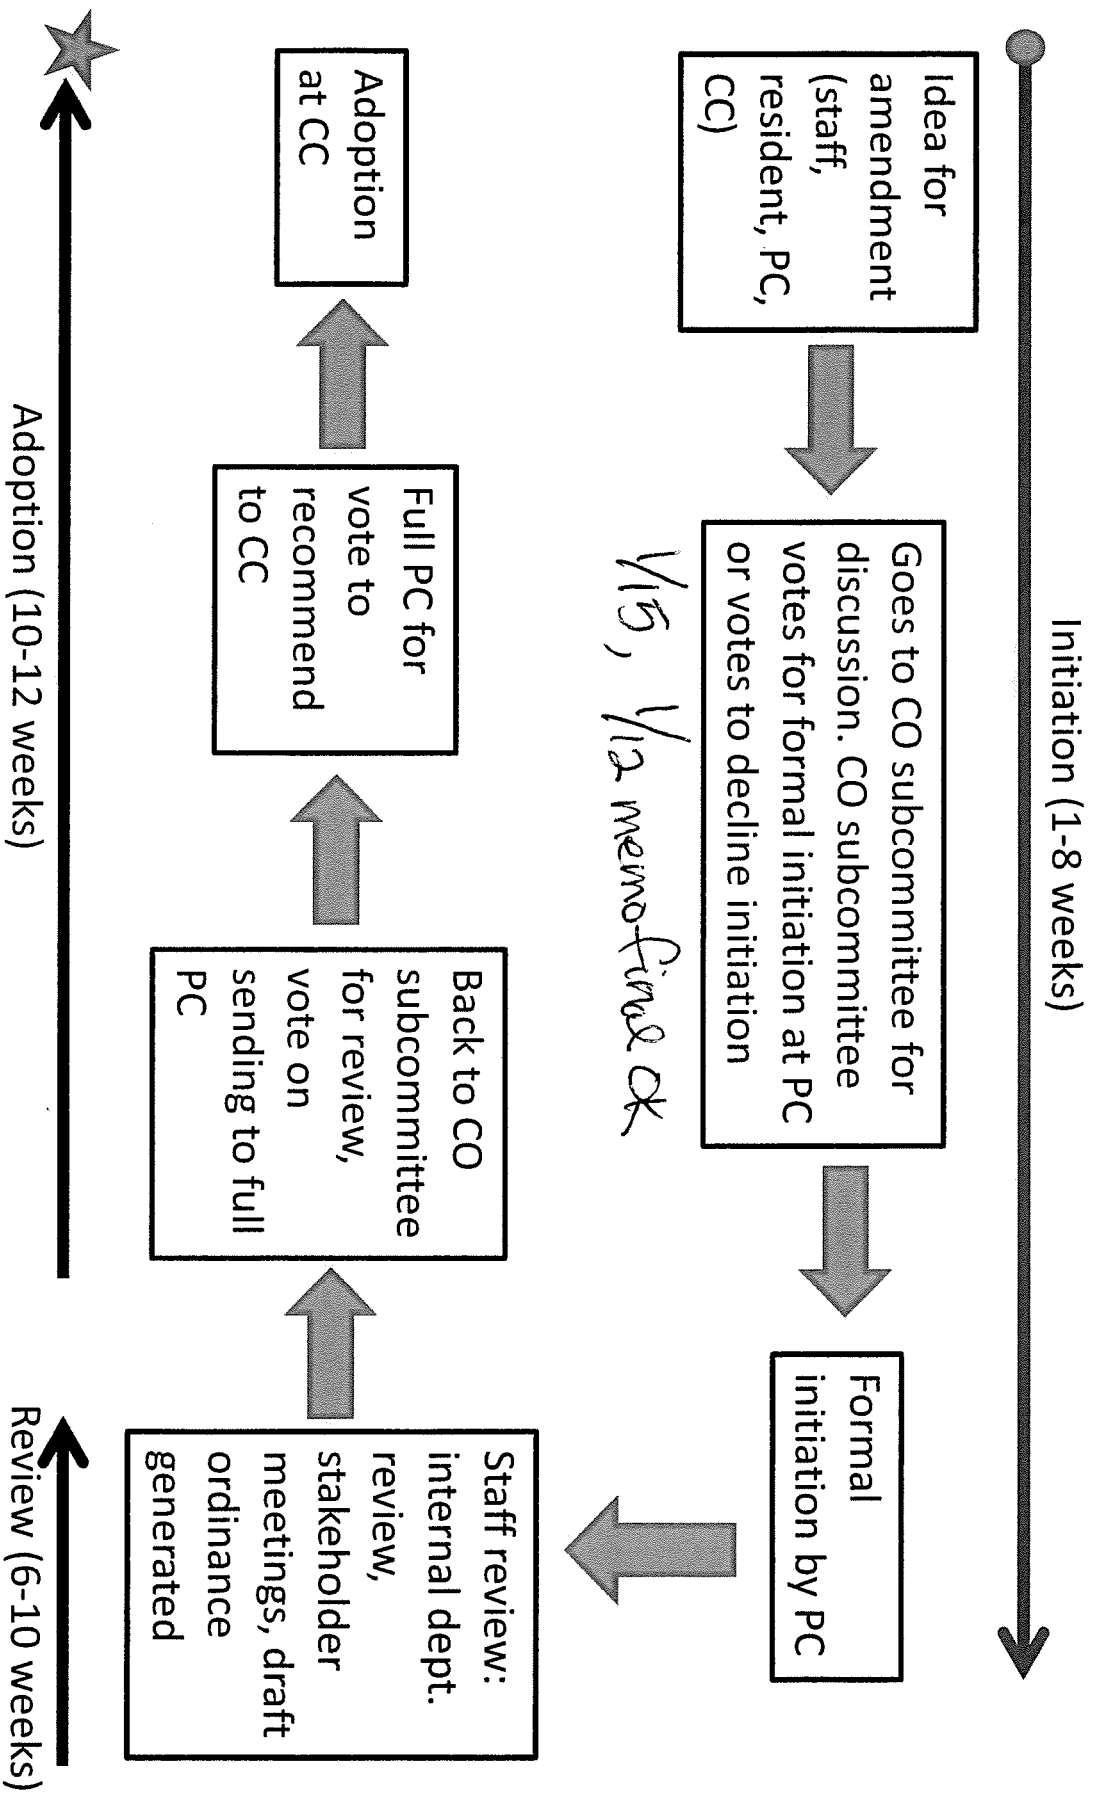 Initiation (1-8 weeks)
Idea for
amendment
(staff,
resident, PC,
CC)
Goes to CO subcommittee for
discussion. CO subcommittee
votes for formal initiation at PC
or votes to decline initiation
1/15, 1/12 memo-final OK
Formal
initiation by PC
Staff review:
internal dept.
review,
stakeholder
meetings, draft
ordinance
generated
Back to CO
subcommittee
for review,
vote on
sending to full
PC
Full PC for
vote to
recommend
to CC
Adoption
at CC
Adoption (10-12 weeks)
Review (6-10 weeks)